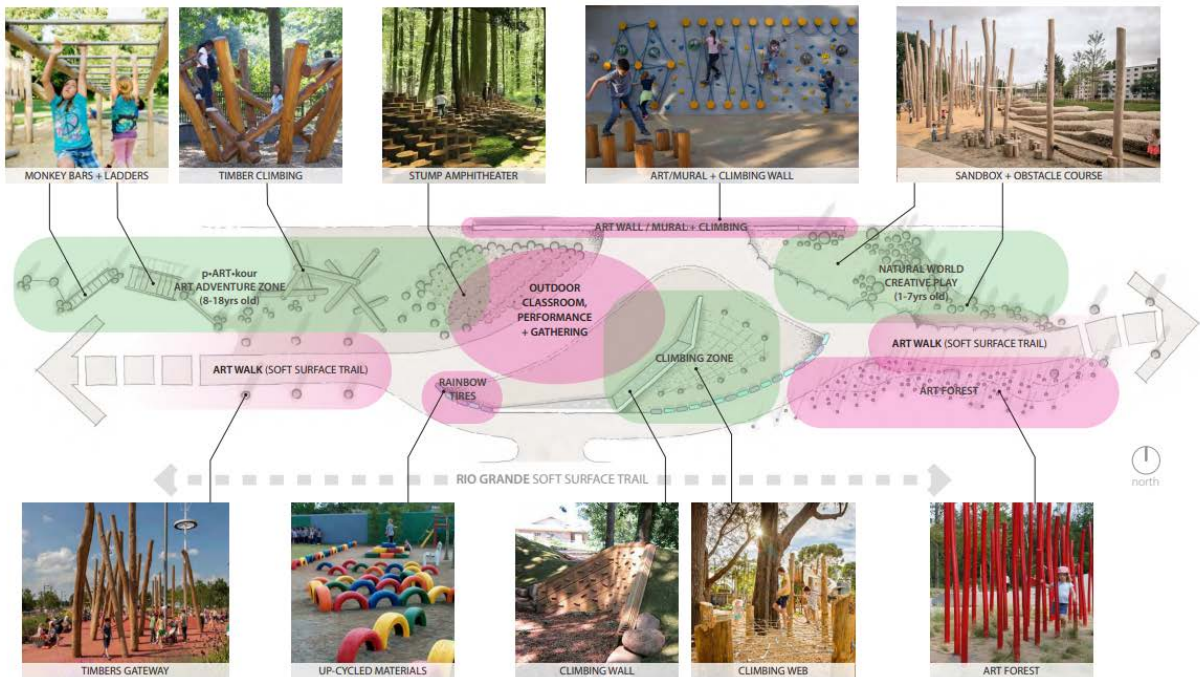 MONKEY BARS + LADDERS
TIMBER CLIMBING
STUMP AMPHITHEATER
ART/MURAL + CLIMBING WALL
SANDBOX + OBSTACLE COURSE
ART WALL / MURAL + CLIMBING
p•ART•kour
ART ADVENTURE ZONE
(8-18yrs old)
OUTDOOR
CLASSROOM,
PERFORMANCE
+ GATHERING
NATURAL WORLD
CREATIVE PLAY
(1-7yrs old)
CLIMBING ZONE
ART WALK (SOFT SURFACE TRAIL)
ART WALK (SOFT SURFACE TRAIL)
RAINBOW
TIRES
ART FOREST
RIO GRANDE SOFT SURFACE TRAIL
north
TIMBERS GATEWAY
UP-CYCLED MATERIALS
CLIMBING WALL
CLIMBING WEB
ART FOREST